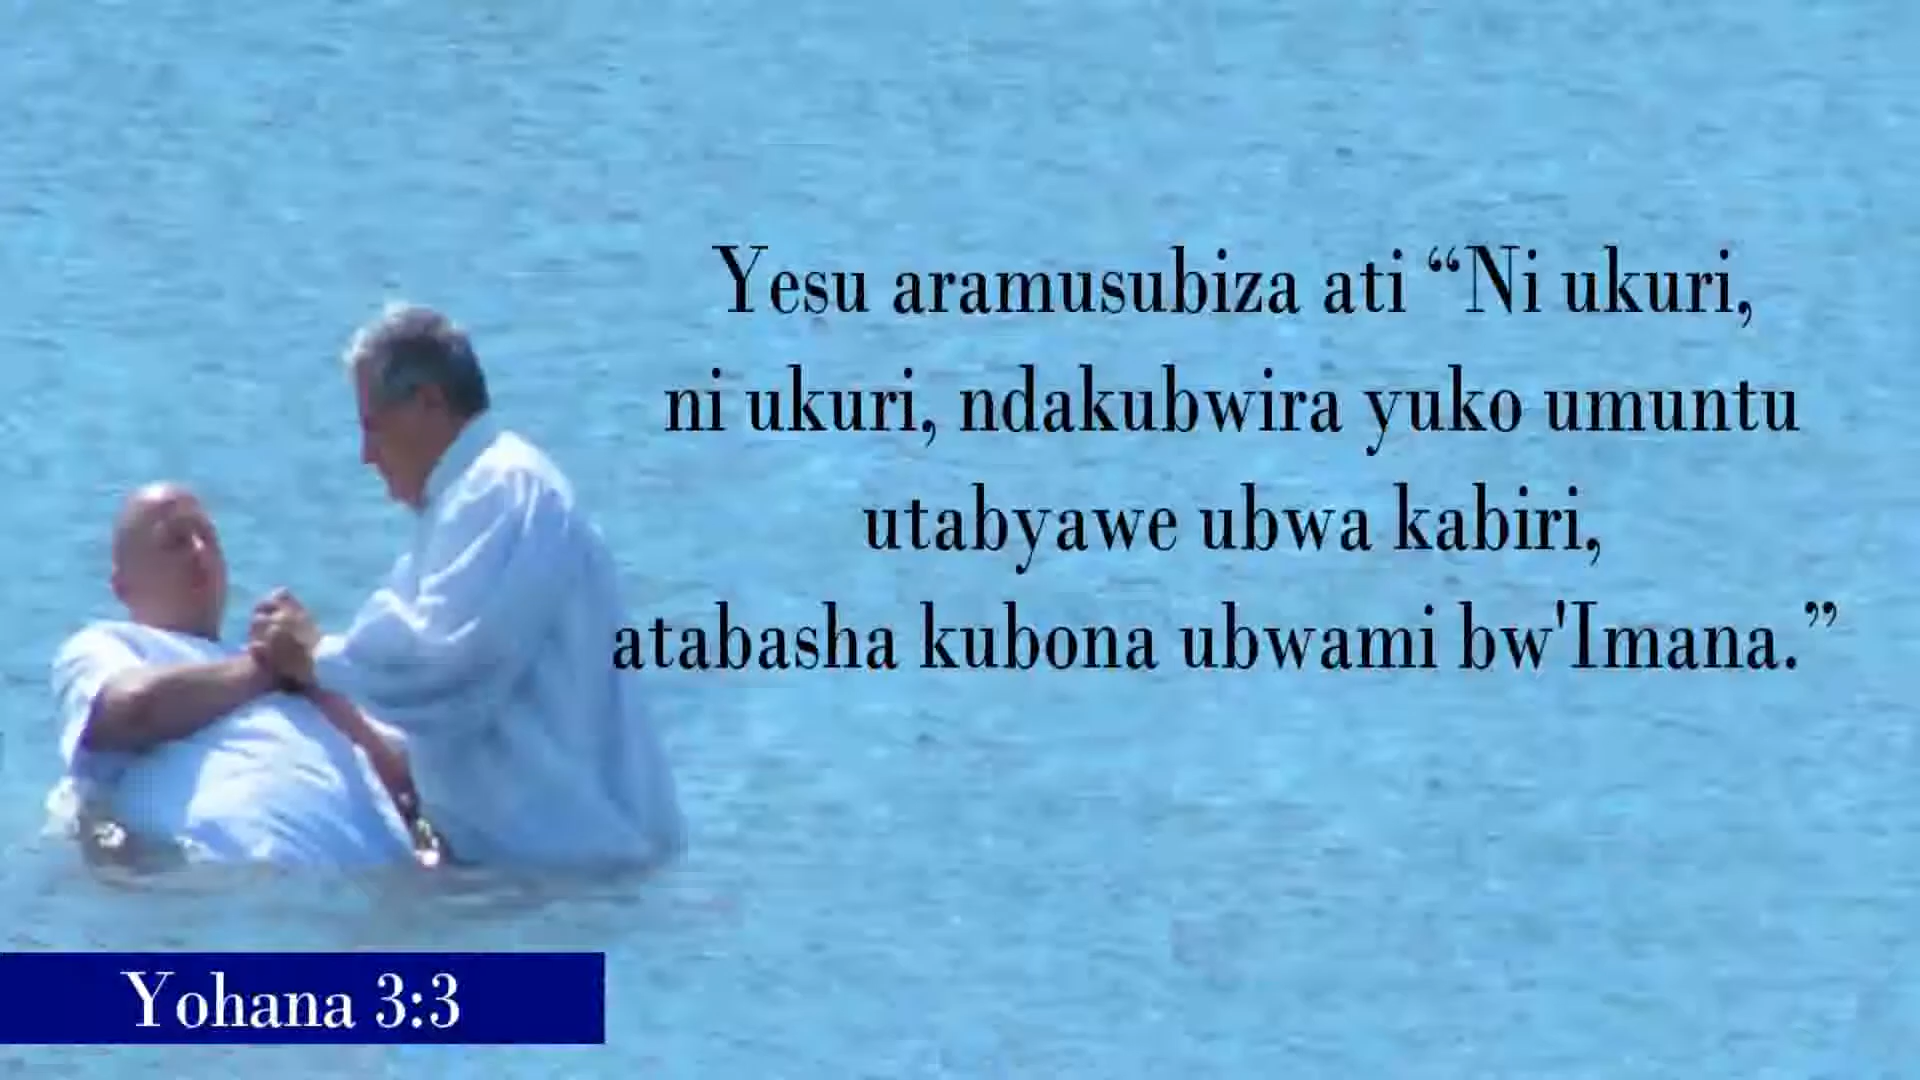 Yesu aramusubiza ati “Ni ukuri,
ni ukuri, ndakubwira yuko umuntu
utabyawe ubwa kabiri,
atabasha kubona ubwami bw'Imana.”
Yohana 3:3